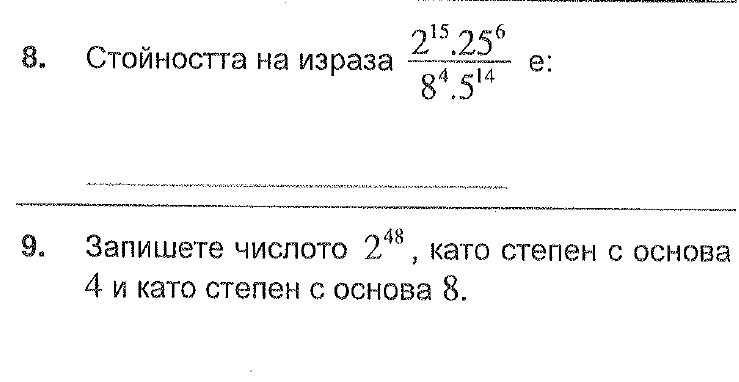 8. Стойността на израза \frac{2^{15}.25^{6}}{8^{4}.5^{14}} е:
9. Запишете числото 2^{48}, като степен с основа
4 и като степен с основа 8.